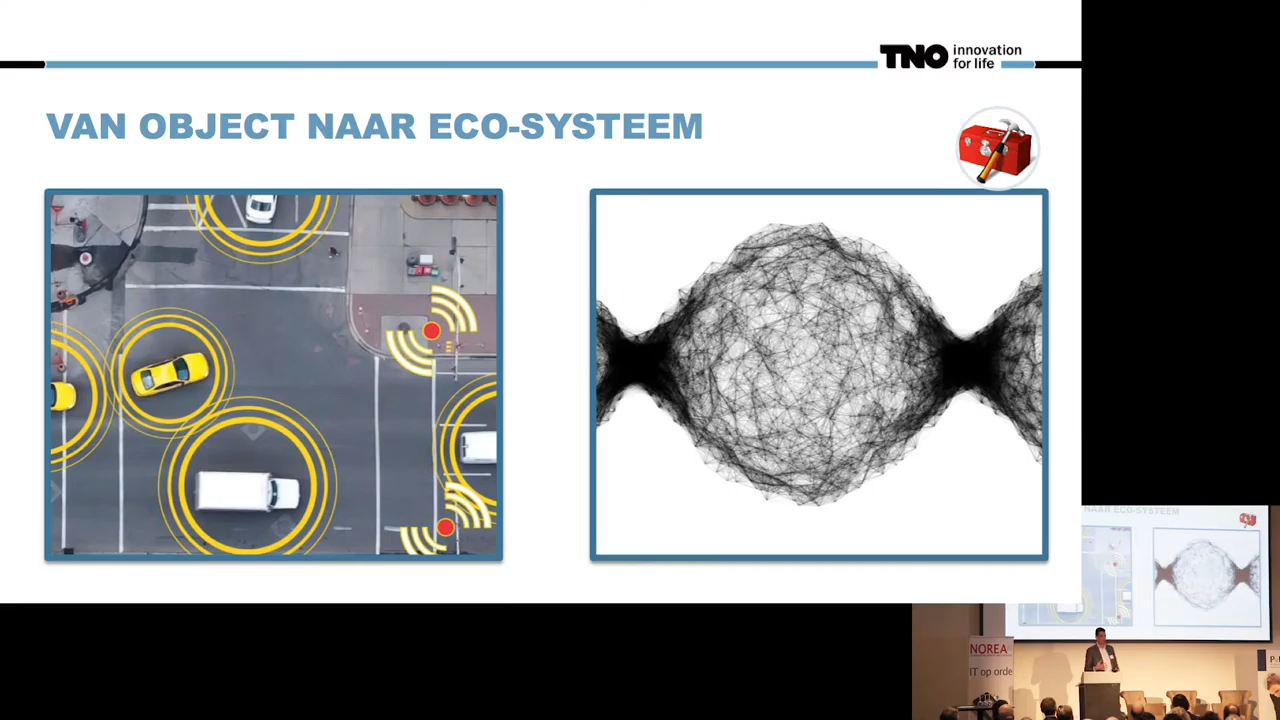 TNO innovation
for life
VAN OBJECT NAAR ECO-SYSTEEM
NAAR ECO-SYSTEEM
NOREA
IT op orde